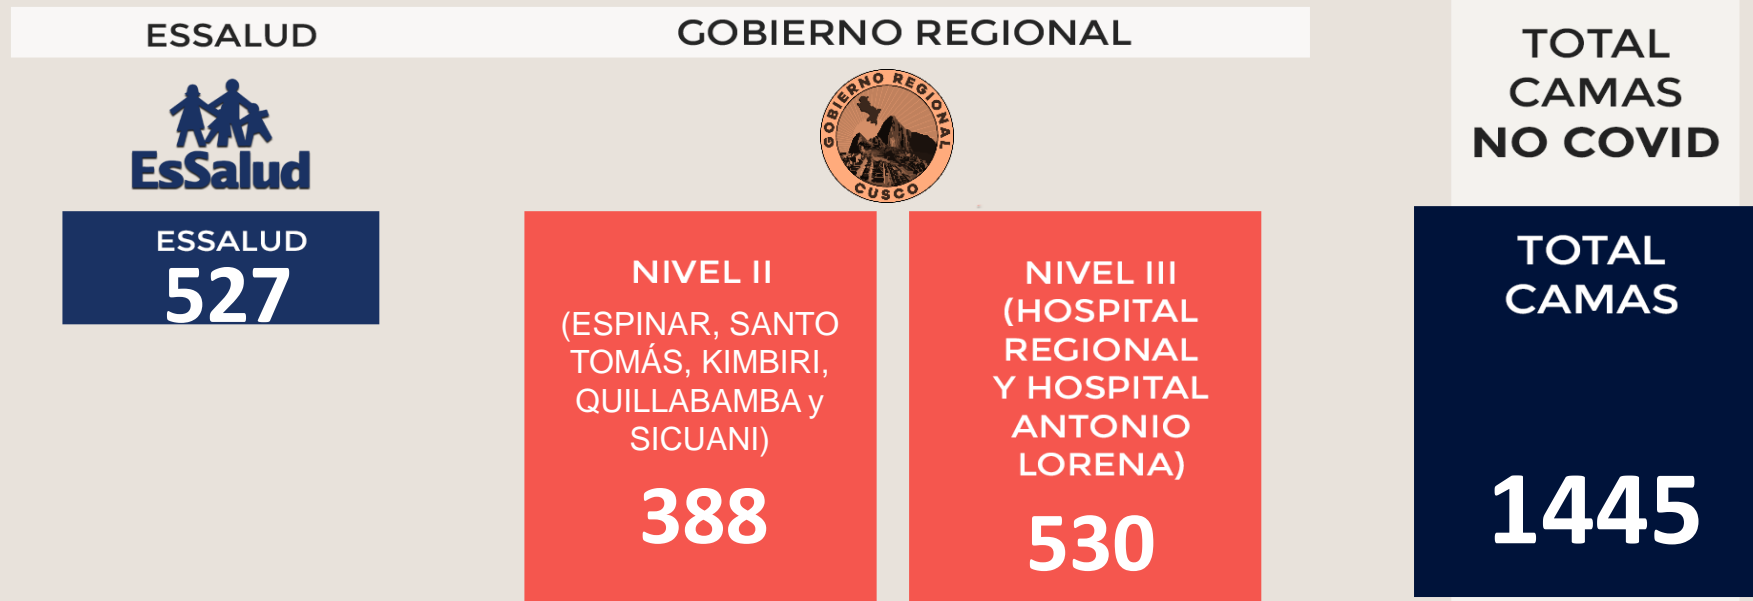 ESSALUD
GOBIERNO REGIONAL
EsSalud
GOBIERNO REGIONAL
CUSCO
ESSALUD
527
NIVEL II
(ESPINAR, SANTO
TOMÁS, KIMBIRI,
QUILLABAMBA y
SICUANI)
388
NIVEL III
(HOSPITAL
REGIONAL
Y HOSPITAL
ANTONIO
LORENA)
530
TOTAL
CAMAS
NO COVID
TOTAL
CAMAS
1445